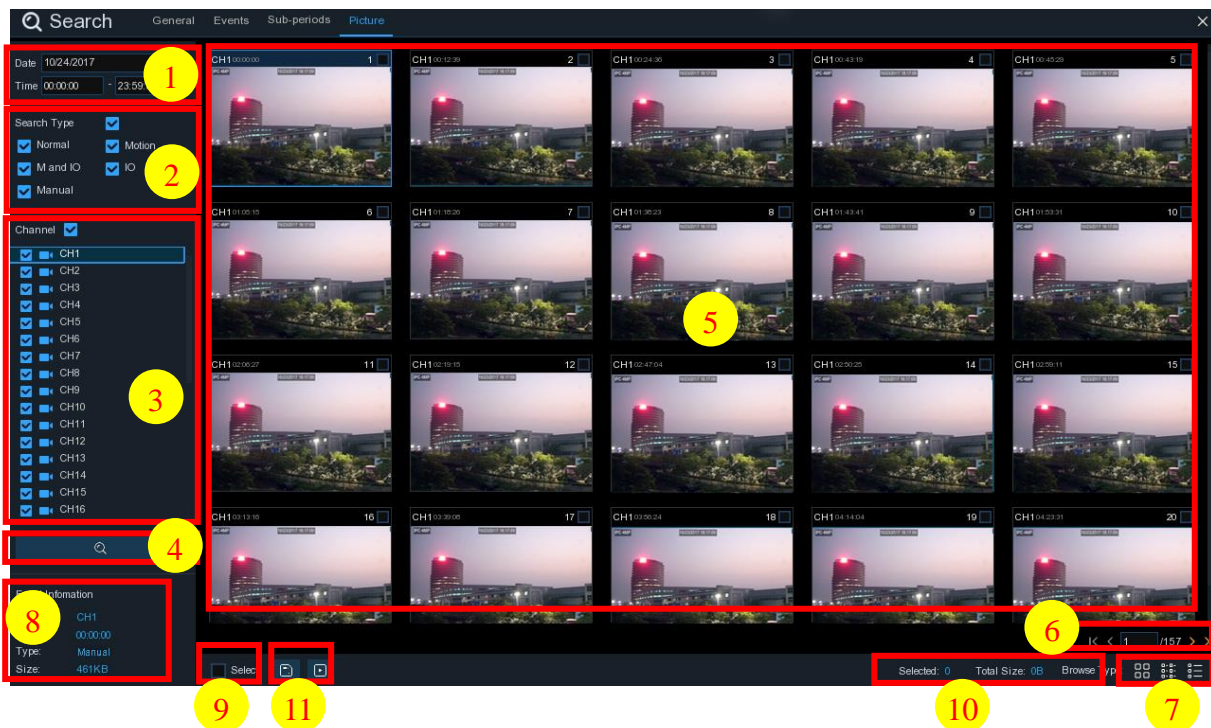 Search General Events Sub-periods Picture
Date 10/24/2017
Time 00:00:00 - 23:59:
1
Search Type
Normal Motion
M and IO IO
Manual
2
Channel
CH1
CH2
CH3
CH4
CH5
CH6
CH7
CH8
CH9
CH10
CH11
CH12
CH13
CH14
CH15
CH16
3
4
CH1 00:00:00 1
CH1 00:12:39 2
CH1 00:24:36 3
CH1 00:43:19 4
CH1 00:45:29 5
CH1 01:05:15 6
CH1 01:16:26 7
CH1 01:36:23 8
CH1 01:43:41 9
CH1 01:53:31 10
5
CH1 02:06:27 11
CH1 02:19:15 12
CH1 02:47:04 13
CH1 02:50:25 14
CH1 02:59:11 15
CH1 03:13:16 16
CH1 03:39:08 17
CH1 03:56:24 18
CH1 04:14:04 19
CH1 04:23:31 20
Infomation
8
CH1
00:00:00
Type: Manual
Size: 461KB
6
1 /157
Selec
Selected: 0 Total Size: 0B Browse Typ
9
11
10
7